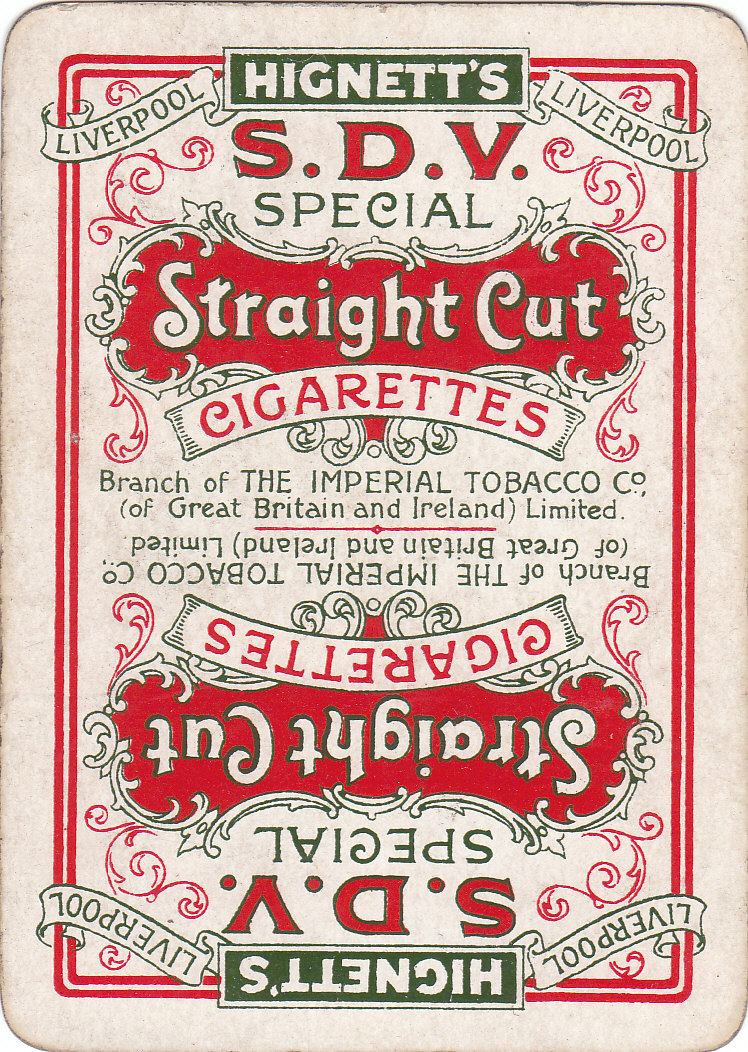 HIGNETT'S
LIVERPOOL LIVERPOOL
S.D.V.
SPECIAL
Straight Cut
CIGARETTES
Branch of THE IMPERIAL TOBACCO Co.,
(of Great Britain and Ireland) Limited.
HIGNETT'S
LIVERPOOL LIVERPOOL
S.D.V.
SPECIAL
Straight Cut
CIGARETTES
Branch of THE IMPERIAL TOBACCO Co.
(of Great Britain and Ireland) Limited